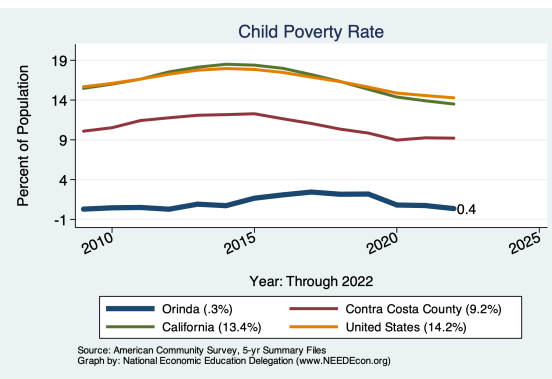 Child Poverty Rate
Percent of Population
19
14
9
4
-1
0.4
2010 2015 2020 2025
Year: Through 2022
Orinda (.3%) Contra Costa County (9.2%)
California (13.4%) United States (14.2%)
Source: American Community Survey, 5-yr Summary Files
Graph by: National Economic Education Delegation (www.NEEDEcon.org)